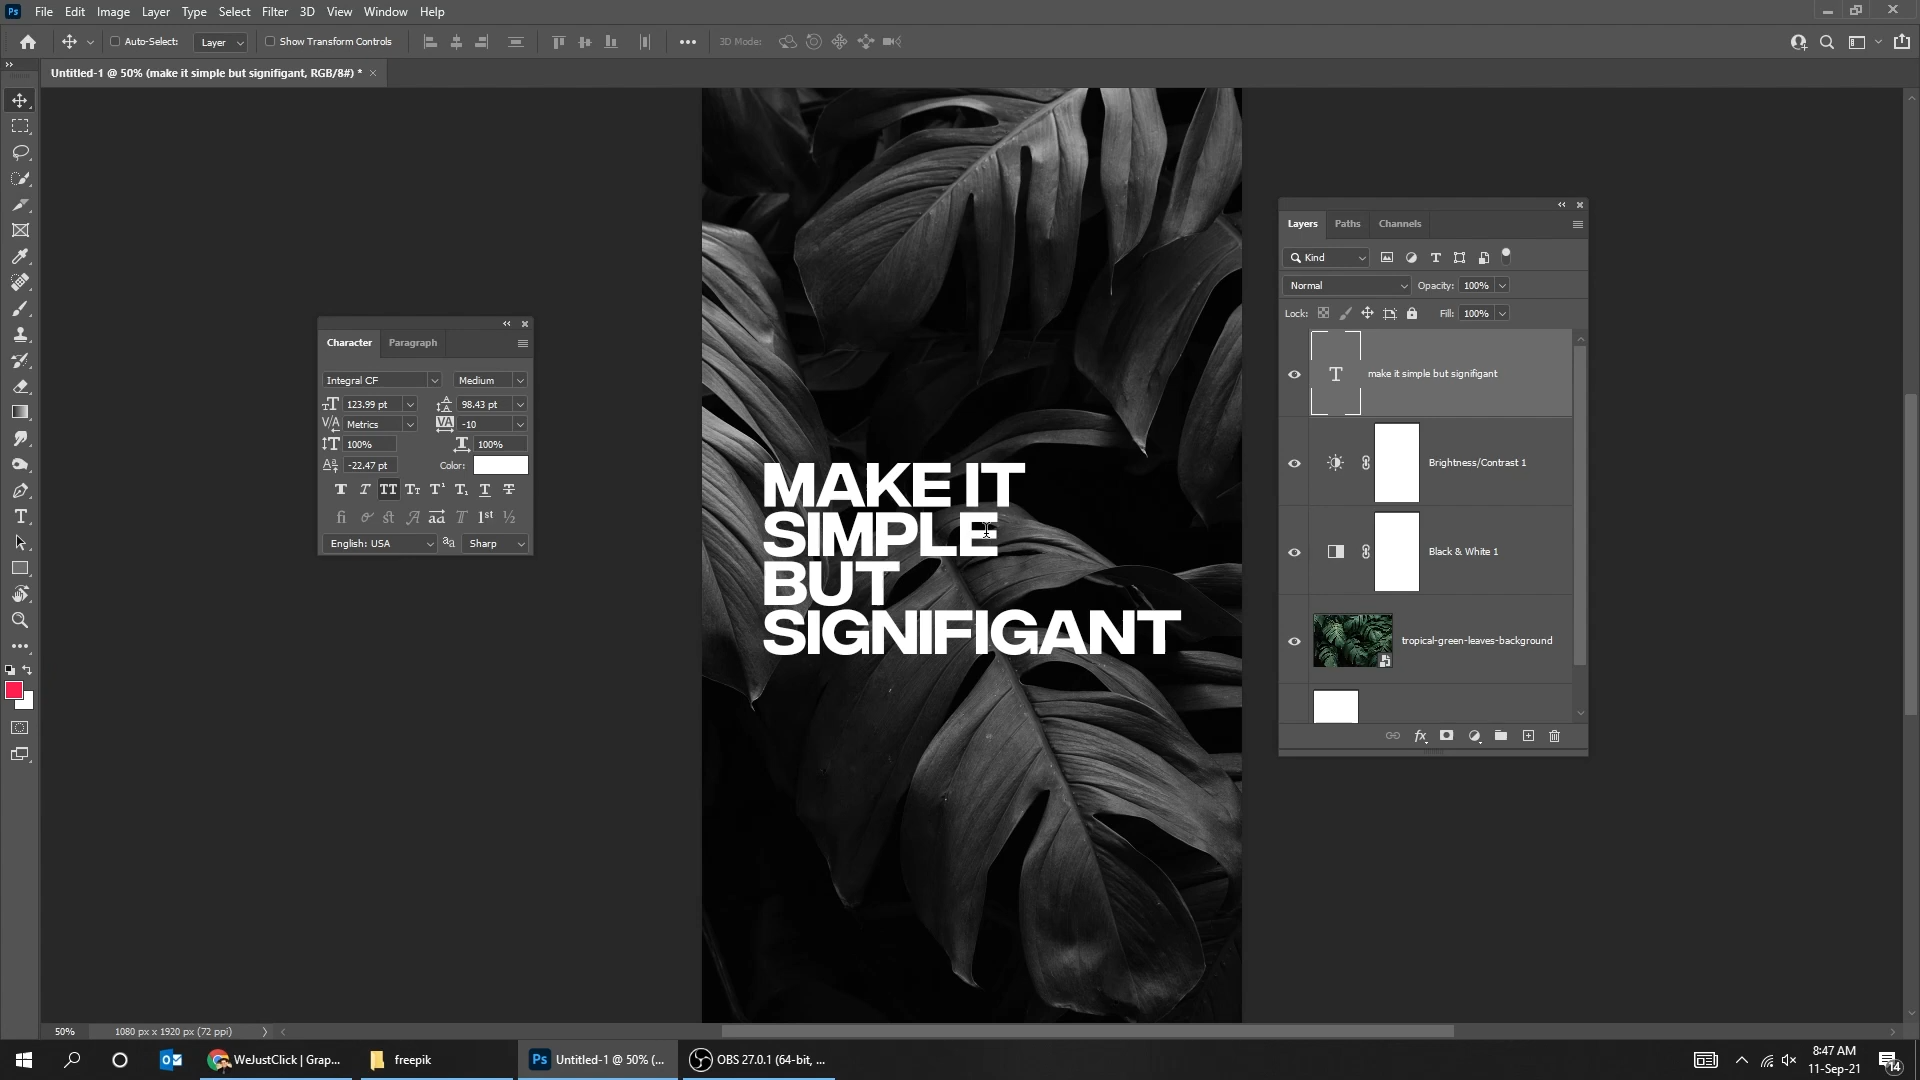 Ps File Edit Image Layer Type Select Filter 3D View Window Help
Auto-Select: Layer Show Transform Controls 3D Mode:
Untitled-1 @ 50% (make it simple but signifigant, RGB/8#) *
Character Paragraph
Integral CF Medium
123.99 pt 98.43 pt
Metrics -10
100% 100%
-22.47 pt Color:
English: USA Sharp
MAKE IT
SIMPLE
BUT
SIGNIFIGANT
Layers Paths Channels
Kind
Normal Opacity: 100%
Lock: Fill: 100%
make it simple but signifigant
Brightness/Contrast 1
Black & White 1
tropical-green-leaves-background
fx
50% 1080 px x 1920 px (72 ppi)
WeJustClick | Grap... freepik Ps Untitled-1 @ 50% (... OBS 27.0.1 (64-bit, ...
8:47 AM
11-Sep-21
14